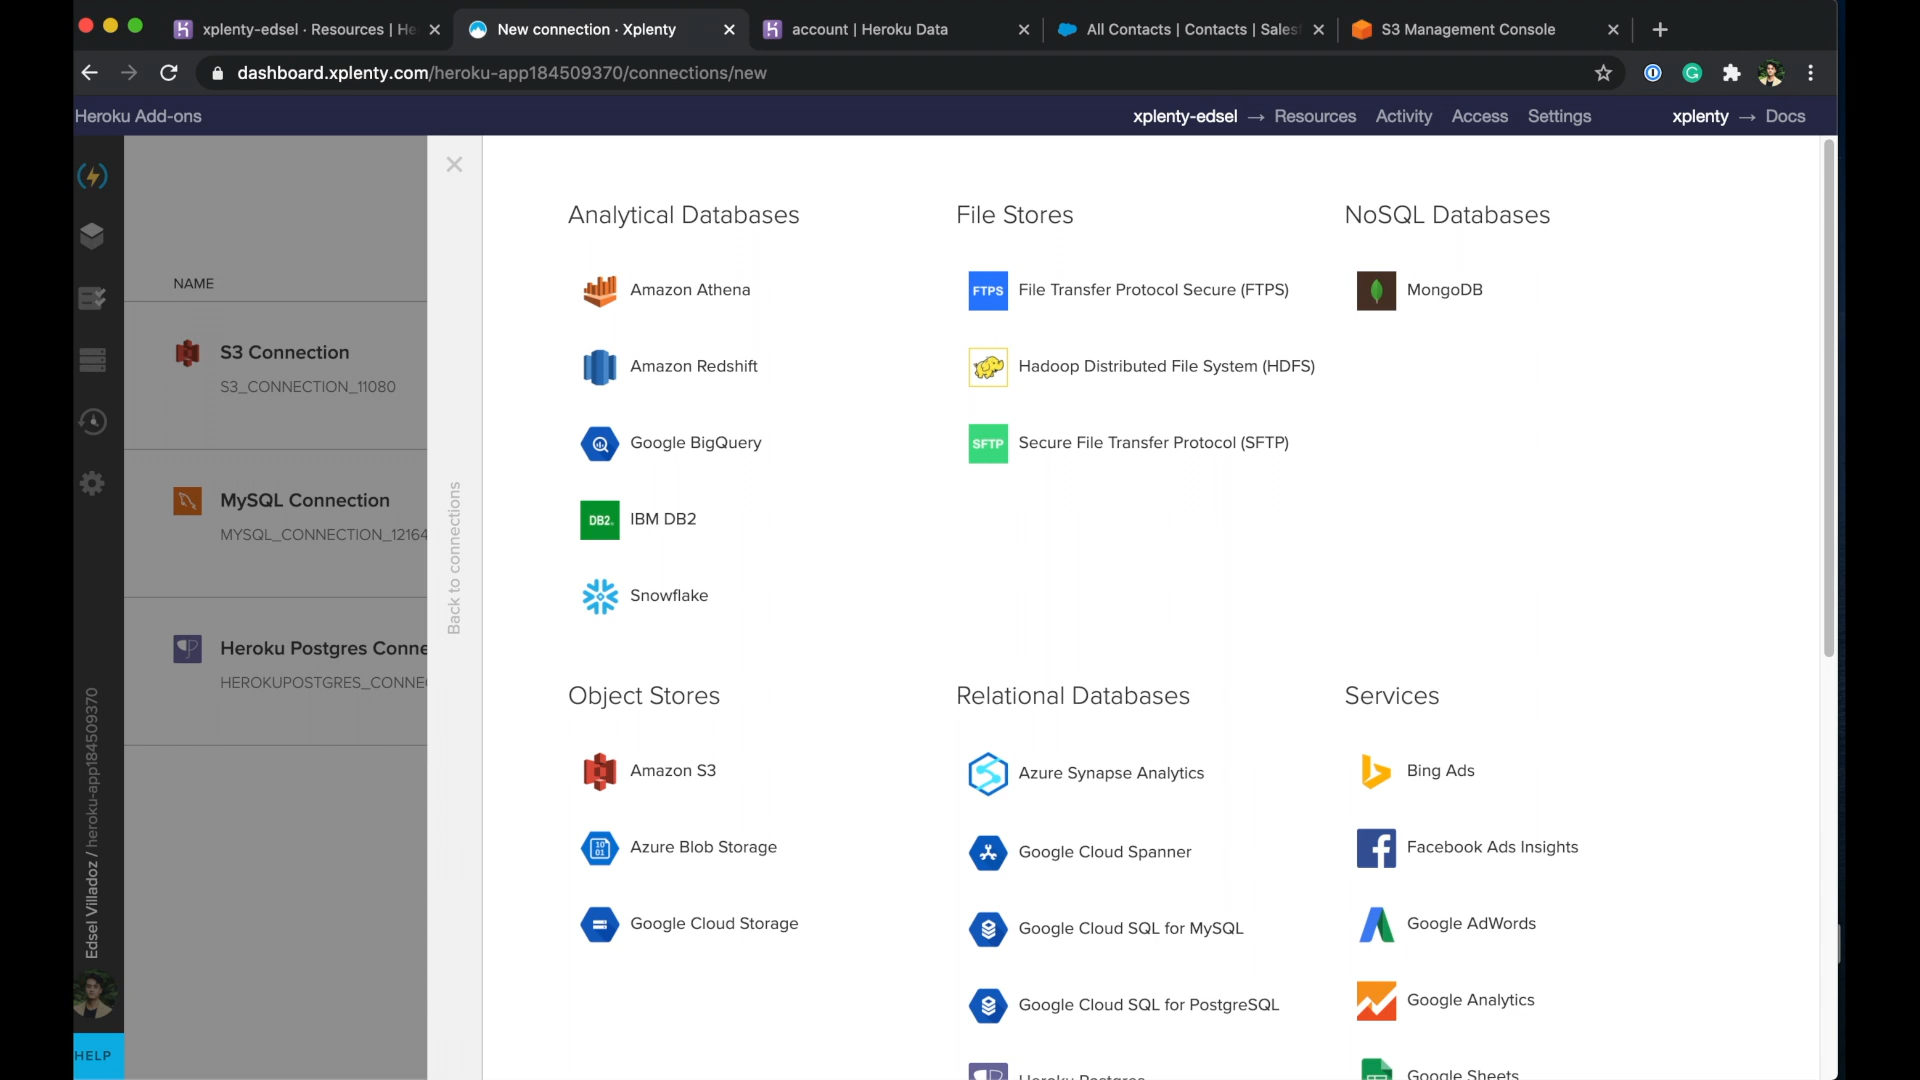 xplenty-edsel · Resources | He
New connection · Xplenty
account | Heroku Data
All Contacts | Contacts | Salesf
S3 Management Console
dashboard.xplenty.com/heroku-app184509370/connections/new
Heroku Add-ons
xplenty-edsel → Resources Activity Access Settings
xplenty → Docs
NAME
S3 Connection
S3_CONNECTION_11080
MySQL Connection
MYSQL_CONNECTION_12164
Heroku Postgres Conne
HEROKUPOSTGRES_CONNE
Edsel Villadoz / heroku-app184509370
HELP
Back to connections
Analytical Databases
Amazon Athena
Amazon Redshift
Google BigQuery
DB2.
IBM DB2
Snowflake
File Stores
FTPS
File Transfer Protocol Secure (FTPS)
Hadoop Distributed File System (HDFS)
SFTP
Secure File Transfer Protocol (SFTP)
NoSQL Databases
MongoDB
Object Stores
Amazon S3
10
01
Azure Blob Storage
Google Cloud Storage
Relational Databases
Azure Synapse Analytics
Google Cloud Spanner
Google Cloud SQL for MySQL
Google Cloud SQL for PostgreSQL
Heroku Postgres
Services
Bing Ads
Facebook Ads Insights
Google AdWords
Google Analytics
Google Sheets